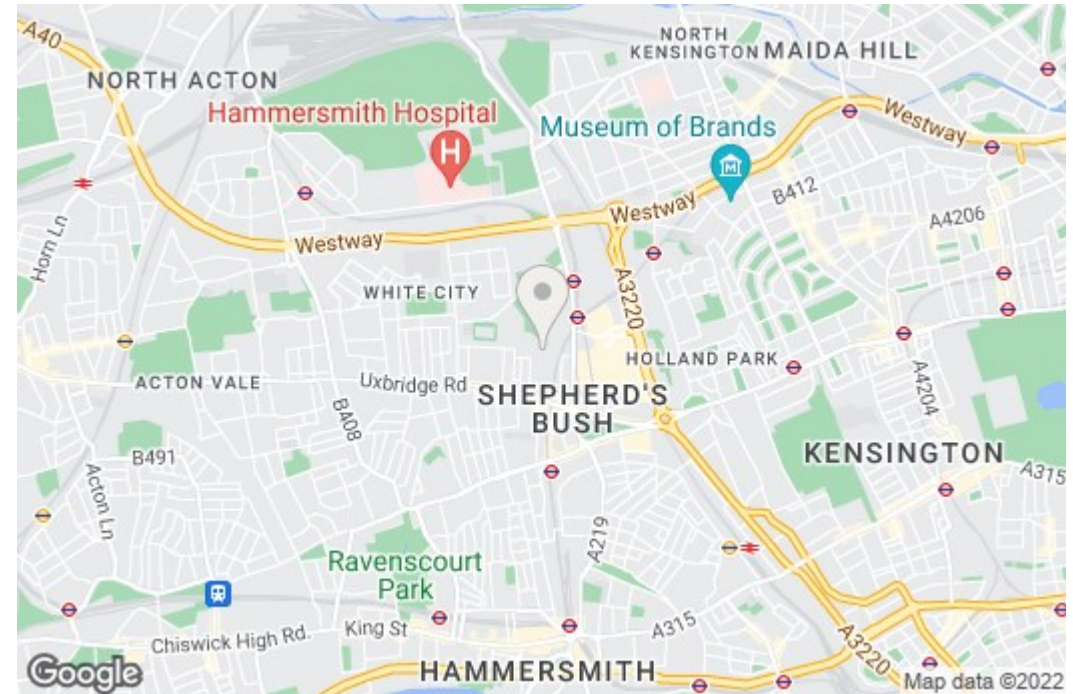 A40
NORTH
KENSINGTON
MAIDA HILL
NORTH ACTON
Hammersmith Hospital
H
Museum of Brands
M
Westway
B412
Horn Ln
Westway
A4206
Westway
A3220
WHITE CITY
HOLLAND PARK
ACTON VALE
Uxbridge Rd
SHEPHERD'S
BUSH
A4204
B408
KENSINGTON
B491
A315
Acton Ln
A219
Ravenscourt
Park
A315
King St
Chiswick High Rd.
A3220
HAMMERSMITH
Google
Map data ©2022